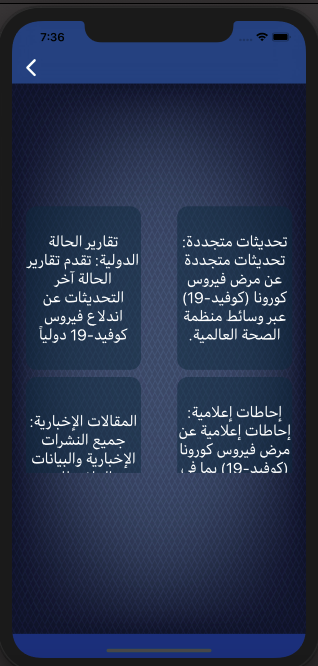 7:36
تحديثات متجددة:
تحديثات متجددة
عن مرض فيروس
كورونا (كوفيد-19)
عبر وسائط منظمة
الصحة العالمية.
تقارير الحالة
الدولية: تقدم تقارير
الحالة آخر
التحديثات عن
اندلاع فيروس
كوفيد-19 دولياً
إحاطات إعلامية:
إحاطات إعلامية عن
مرض فيروس كورونا
(كوفيد-19) بما في
المقالات الإخبارية:
جميع النشرات
الإخبارية والبيانات